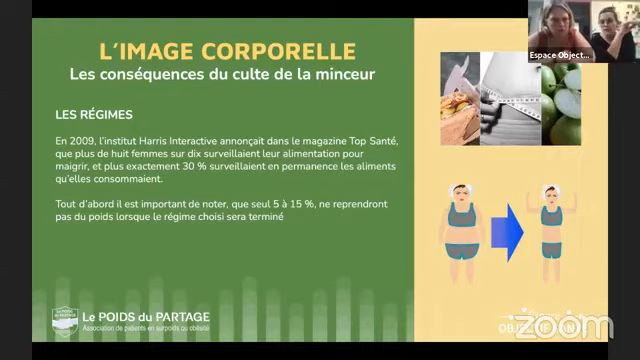 L'IMAGE CORPORELLE
Les conséquences du culte de la minceur
LES RÉGIMES
En 2009, l'institut Harris Interactive annonçait dans le magazine Top Santé,
que plus de huit femmes sur dix surveillaient leur alimentation pour
maigrir, et plus exactement 30 % surveillaient en permanence les aliments
qu'elles consommaient.
Tout d'abord il est important de noter, que seul 5 à 15 %, ne reprendront
pas du poids lorsque le régime choisi sera terminé
Le POIDS du PARTAGE
Association de patients en surpoids ou obésité
Espace Object...
zoom